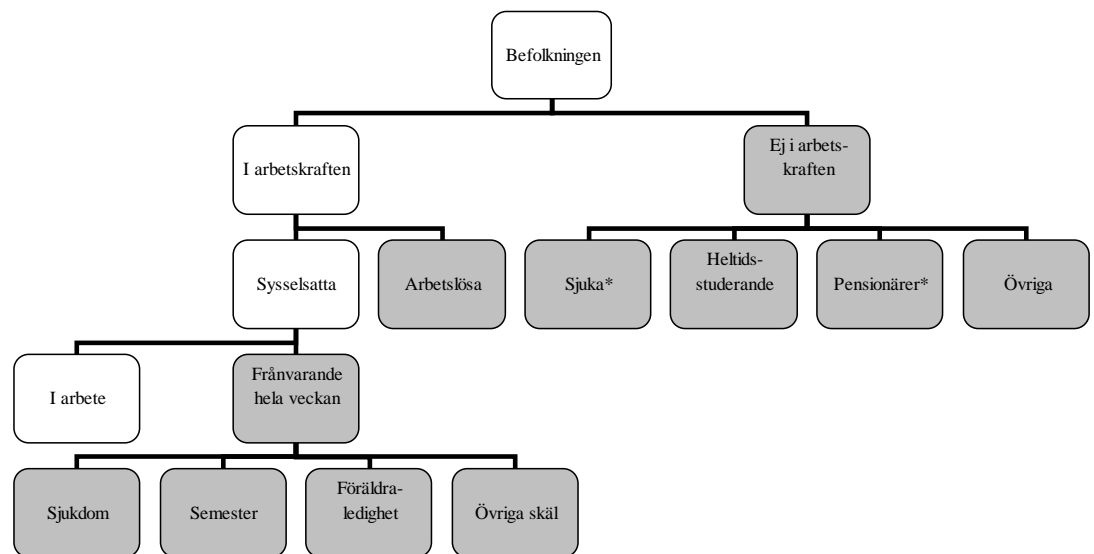 Befolkningen
I arbetskraften
Ej i arbets-
kraften
Sysselsatta
Arbetslösa
Sjuka*
Heltids-
studerande
Pensionärer*
Övriga
I arbete
Frånvarande
hela veckan
Sjukdom
Semester
Föräldra-
ledighet
Övriga skäl